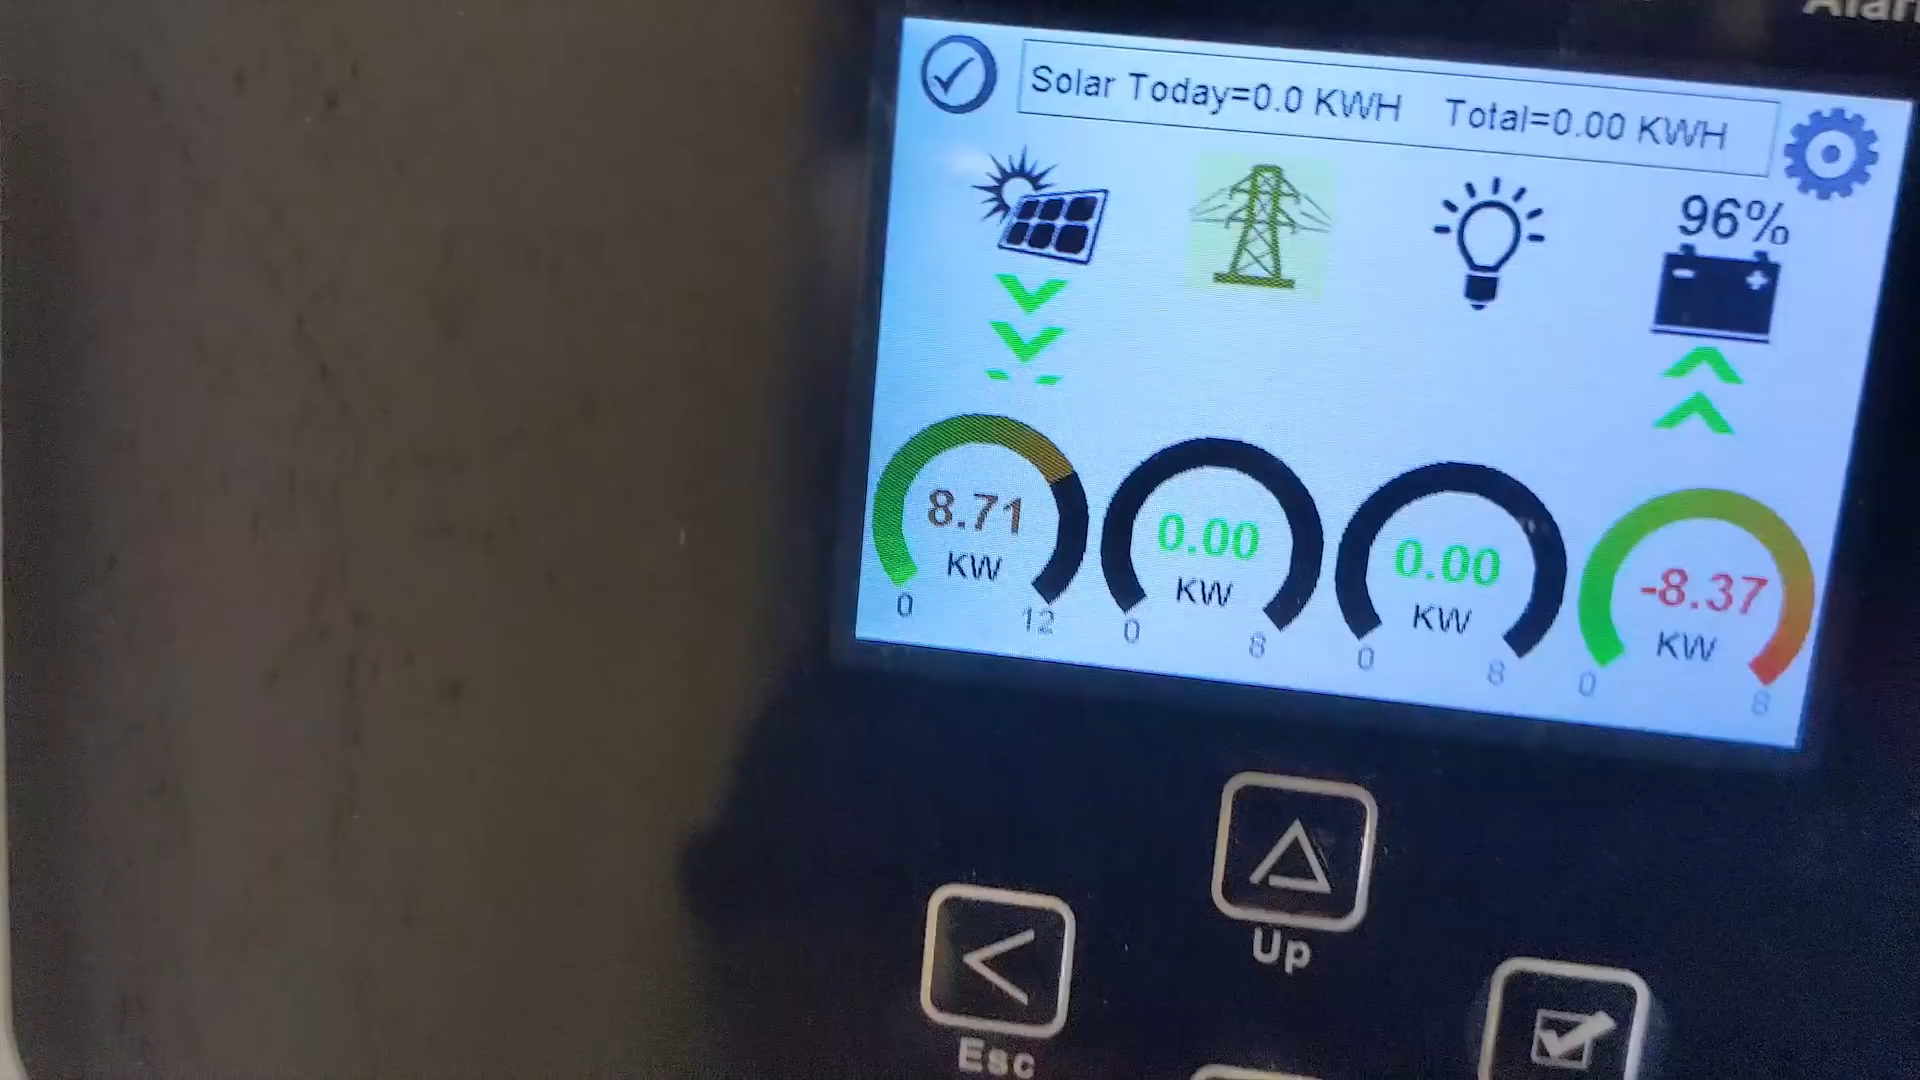 Solar Today=0.0 KWH Total=0.00 KWH
96%
8.71 0.00 0.00 -8.37
KW KW KW KW
0 12 0 8 0 8 0 8
Up
Esc